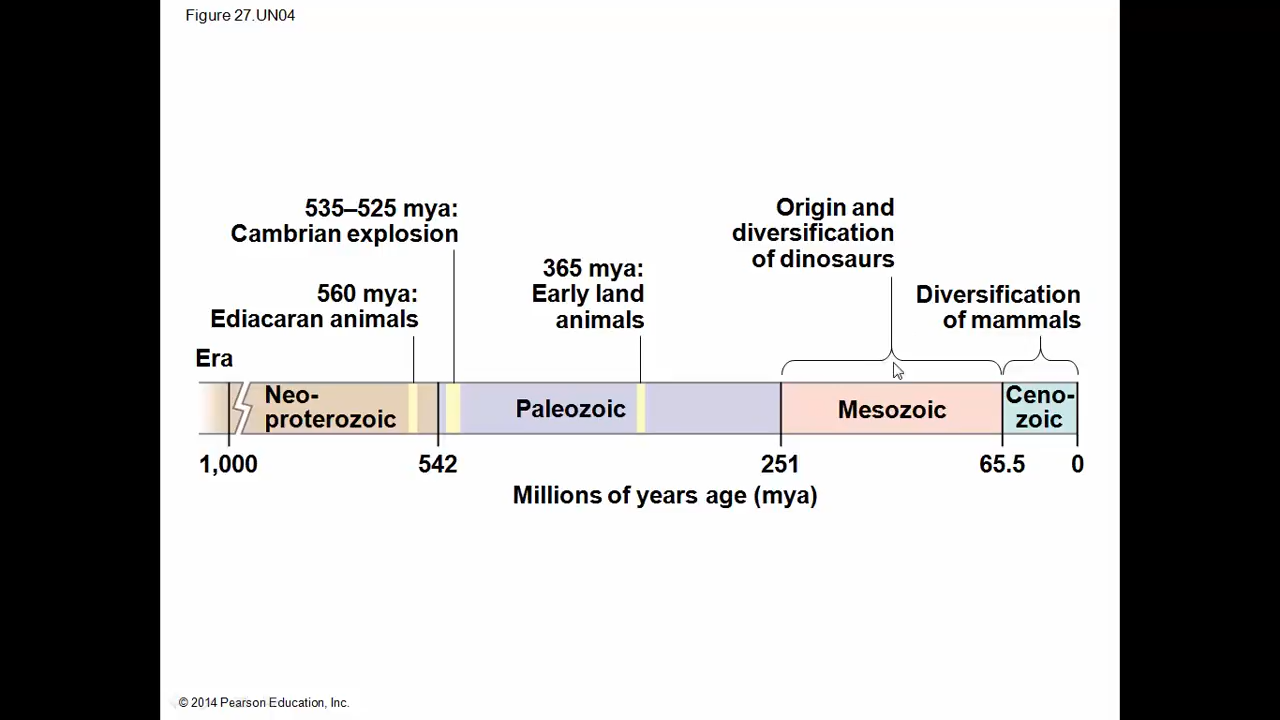 Figure 27.UN04
535–525 mya:
Cambrian explosion
Origin and
diversification
of dinosaurs
365 mya:
Early land
animals
560 mya:
Ediacaran animals
Diversification
of mammals
Era
Neo-
proterozoic
Paleozoic
Mesozoic
Ceno-
zoic
1,000
542
251
65.5
0
Millions of years age (mya)
© 2014 Pearson Education, Inc.